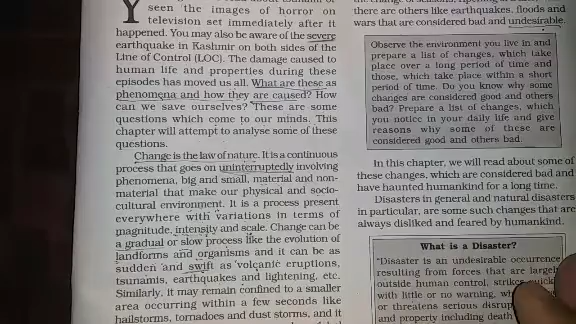 seen the images of horror on
television set immediately after it
happened. You may also be aware of the severe
earthquake in Kashmir on both sides of the
Line of Control (LOC). The damage caused to
human life and properties during these
episodes has moved us all. What are these as
phenomena and how they are caused? How
can we save ourselves? These are some
questions which come to our minds. This
chapter will attempt to analyse some of these
questions.
Change is the law of nature. It is a continuous
process that goes on uninterruptedly involving
phenomena, big and small, material and non-
material that make our physical and socio-
cultural environment. It is a process present
everywhere with variations in terms of
magnitude, intensity and scale. Change can be
a gradual or slow process like the evolution of
landforms and organisms and it can be as
sudden and swift as volcanic eruptions,
tsunamis, earthquakes and lightening, etc.
Similarly, it may remain confined to a smaller
area occurring within a few seconds like
hailstorms, tornadoes and dust storms, and it
there are others like earthquakes, floods and
wars that are considered bad and undesirable.
Observe the environment you live in and
prepare a list of changes, which take
place over a long period of time and
those, which take place within a short
period of time. Do you know why some
changes are considered good and others
bad? Prepare a list of changes, which
you notice in your daily life and give
reasons why some of these are
considered good and others bad.
In this chapter, we will read about some of
these changes, which are considered bad and
have haunted humankind for a long time.
Disasters in general and natural disasters
in particular, are some such changes that are
always disliked and feared by humankind.
What is a Disaster?
"Disaster is an undesirable occurrence
resulting from forces that are largely
outside human control, strikes quick
with little or no warning,
or threatens serious
and property including death